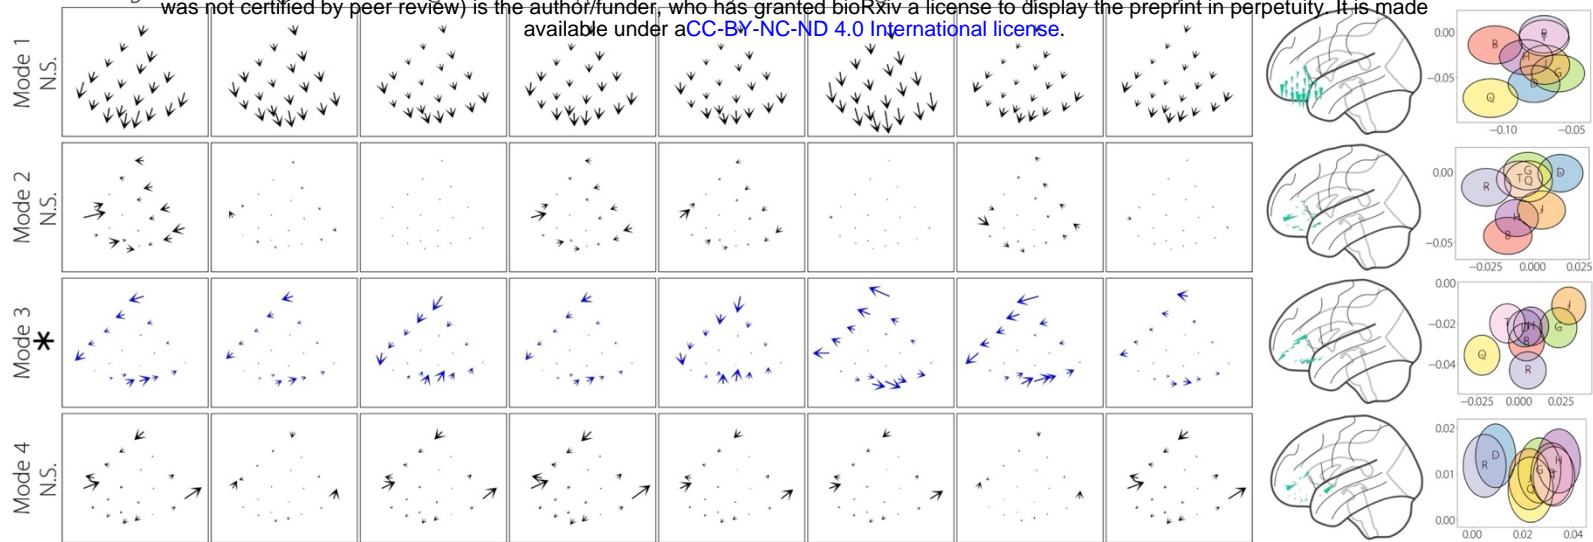 was not certified by peer review) is the author/funder, who has granted bioRxiv a license to display the preprint in perpetuity. It is made
available under aCC-BY-NC-ND 4.0 International license.
Mode 1
N.S.
0.00
−0.05
−0.10
−0.05
B
H
G
D
Q
Mode 2
N.S.
0.00
−0.05
−0.025
0.000
0.025
R
T
G
Q
D
H
J
B
Mode 3
*
0.00
−0.02
−0.04
−0.025
0.000
0.025
T
D
H
G
J
B
Q
R
Mode 4
N.S.
0.02
0.01
0.00
0.00
0.02
0.04
R
D
G
H
Q